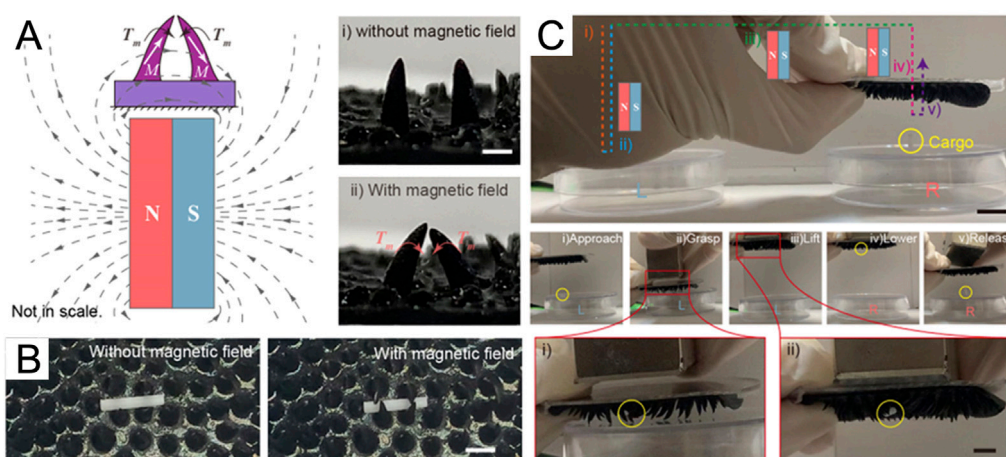 A
T_m
T_m
M
M
N
S
Not in scale.
i) without magnetic field
ii) With magnetic field
T_m
T_m
B
Without magnetic field
With magnetic field
C
i)
iii)
N S
N S
iv)
N S
v)
ii)
Cargo
L
R
i)Approach
ii)Grasp
iii)Lift
iv)Lower
v)Release
L
L
L
R
R
i)
ii)